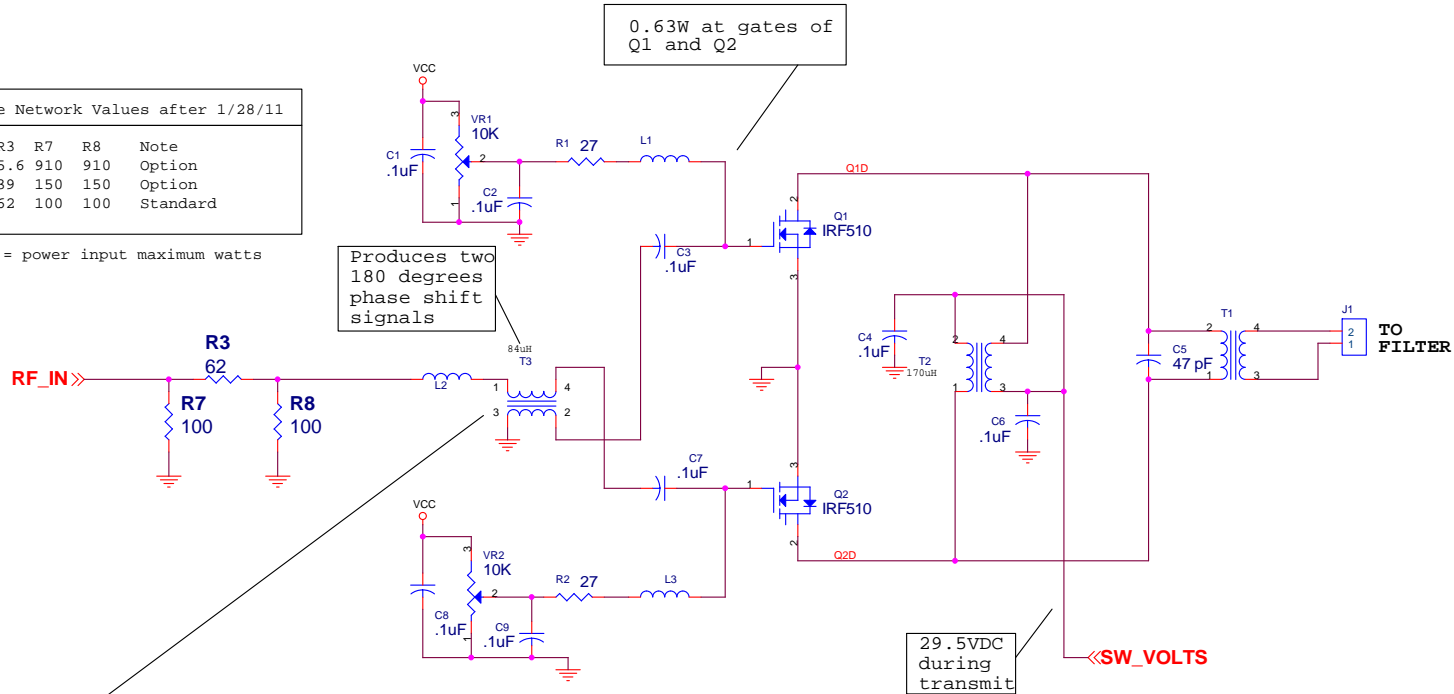 0.63W at gates of
Q1 and Q2
e Network Values after 1/28/11
R3 R7 R8 Note
6.6 910 910 Option
39 150 150 Option
62 100 100 Standard
= power input maximum watts
VCC
3
VR1
10K
2
1
C1
.1uF
C2
.1uF
R1 27
L1
Produces two
180 degrees
phase shift
signals
C3
.1uF
1
2
3
Q1
IRF510
Q1D
RF_IN
R3
62
R7
100
R8
100
L2
84uH
T3
1
4
3
2
C4
.1uF
T2
170uH
2
4
1
3
C6
.1uF
C5
47 pF
T1
2
4
1
3
J1
2
1
TO
FILTER
C7
.1uF
1
3
2
Q2
IRF510
Q2D
VCC
3
VR2
10K
2
1
C8
.1uF
C9
.1uF
R2 27
L3
29.5VDC
during
transmit
SW_VOLTS